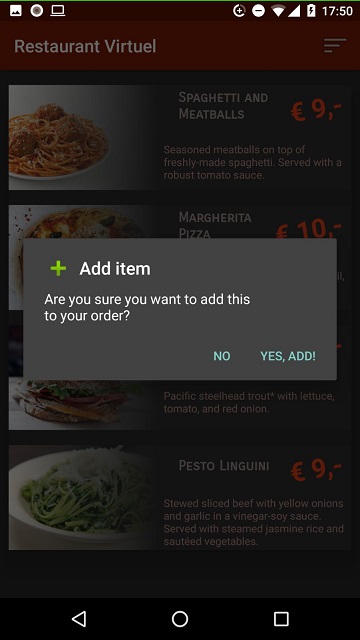 17:50
Restaurant Virtuel
Spaghetti and
Meatballs
€ 9,-
Seasoned meatballs on top of
freshly-made spaghetti. Served with a
robust tomato sauce.
Margherita
Pizza
€ 10,-
Add item
Are you sure you want to add this
to your order?
NO
YES, ADD!
Pacific steelhead trout* with lettuce,
tomato, and red onion.
Pesto Linguini
€ 9,-
Stewed sliced beef with yellow onions
and garlic in a vinegar-soy sauce.
Served with steamed jasmine rice and
sautéed vegetables.